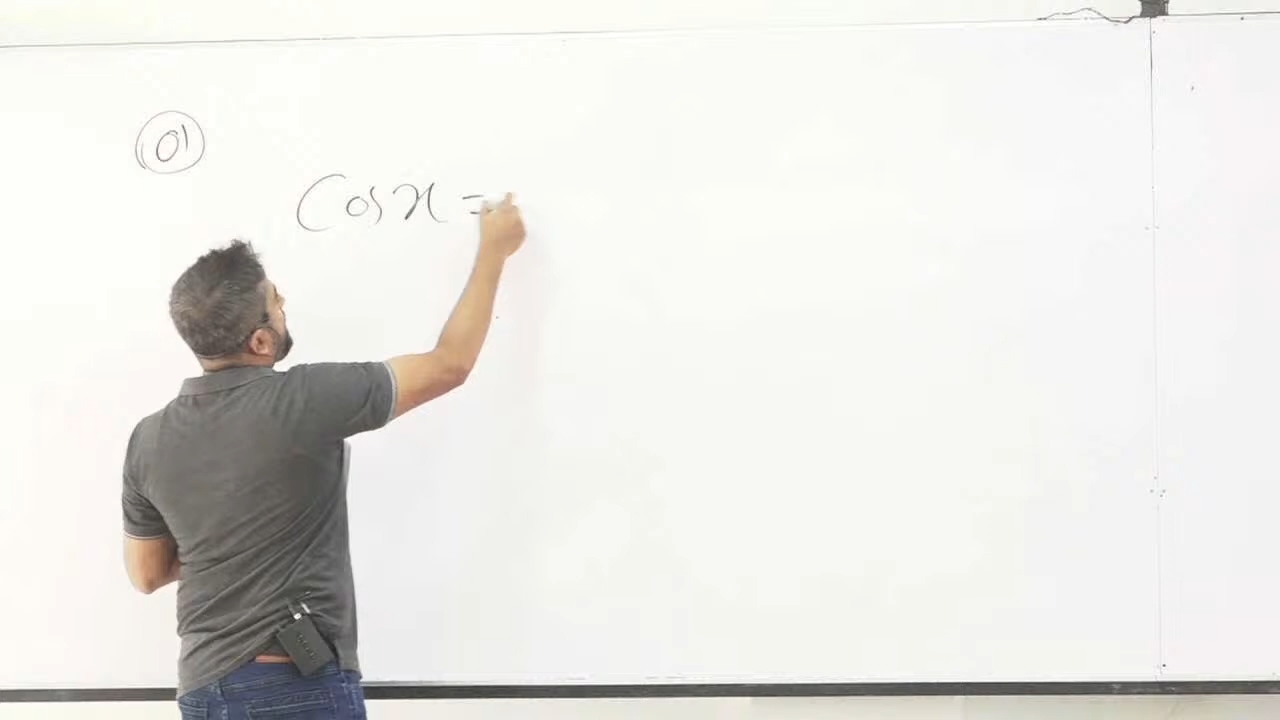 01
Cos x =